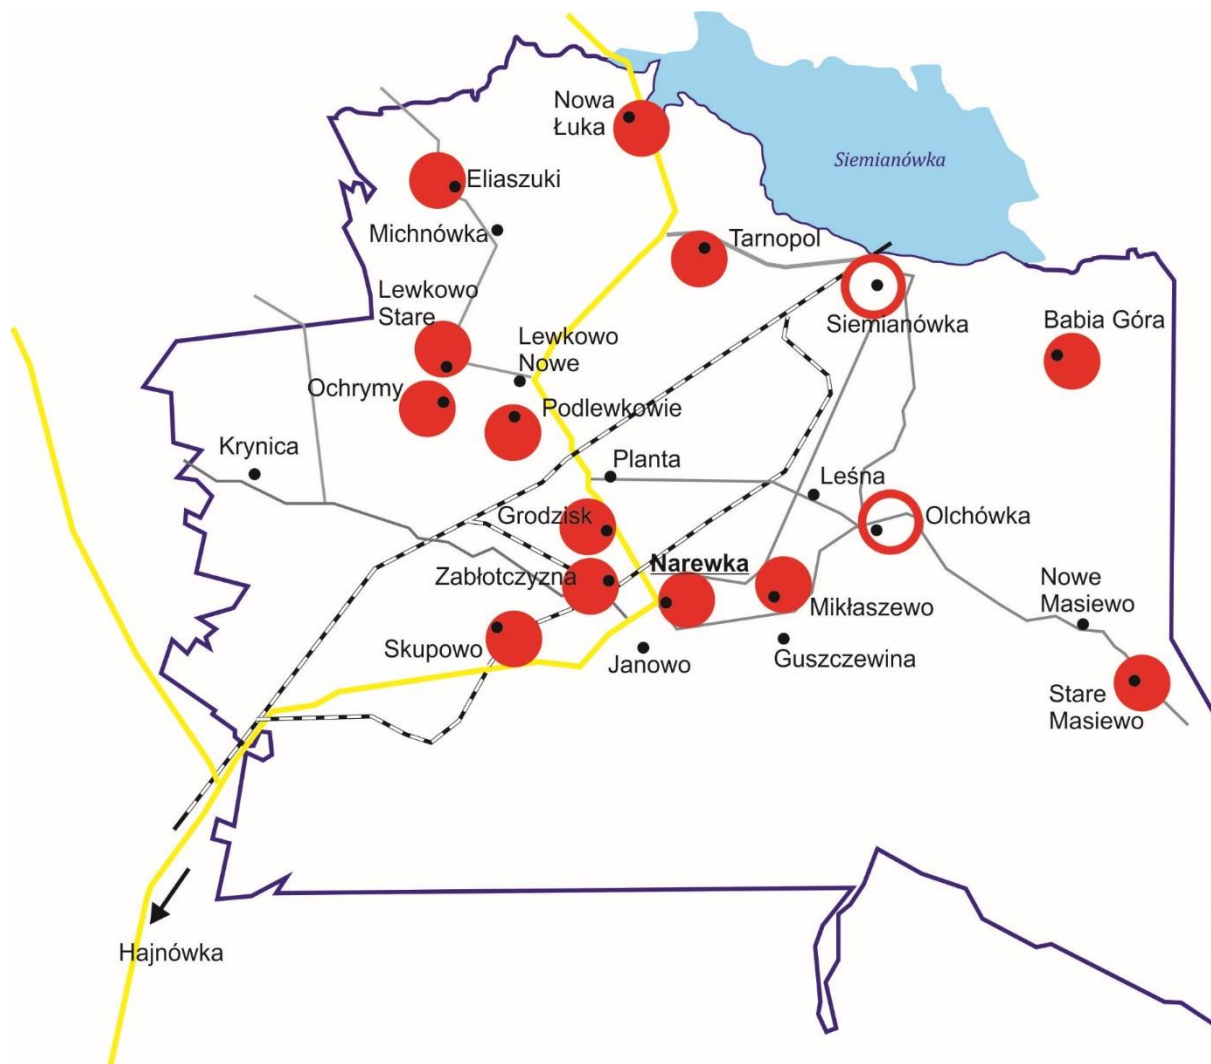 Nowa
Łuka
Siemianówka
Eliaszuki
Michnówka
Tarnopol
Lewkowo
Stare
Siemianówka
Babia Góra
Lewkowo
Nowe
Ochrymy
Podlewkowie
Krynica
Planta
Leśna
Grodzisk
Olchówka
Zabłotczyzna
Narewka
Mikłaszewo
Nowe
Masiewo
Skupowo
Janowo
Guszczewina
Stare
Masiewo
Hajnówka